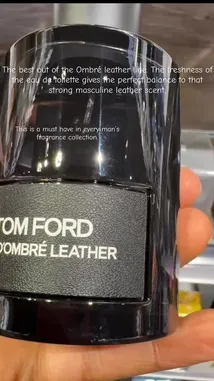 The best out of the Ombré leather line. The freshness of
the eau de toilette gives the perfect balance to that
strong masculine leather scent.
This is a must have in every man's
fragrance collection.
TOM FORD
D'OMBRÉ LEATHER